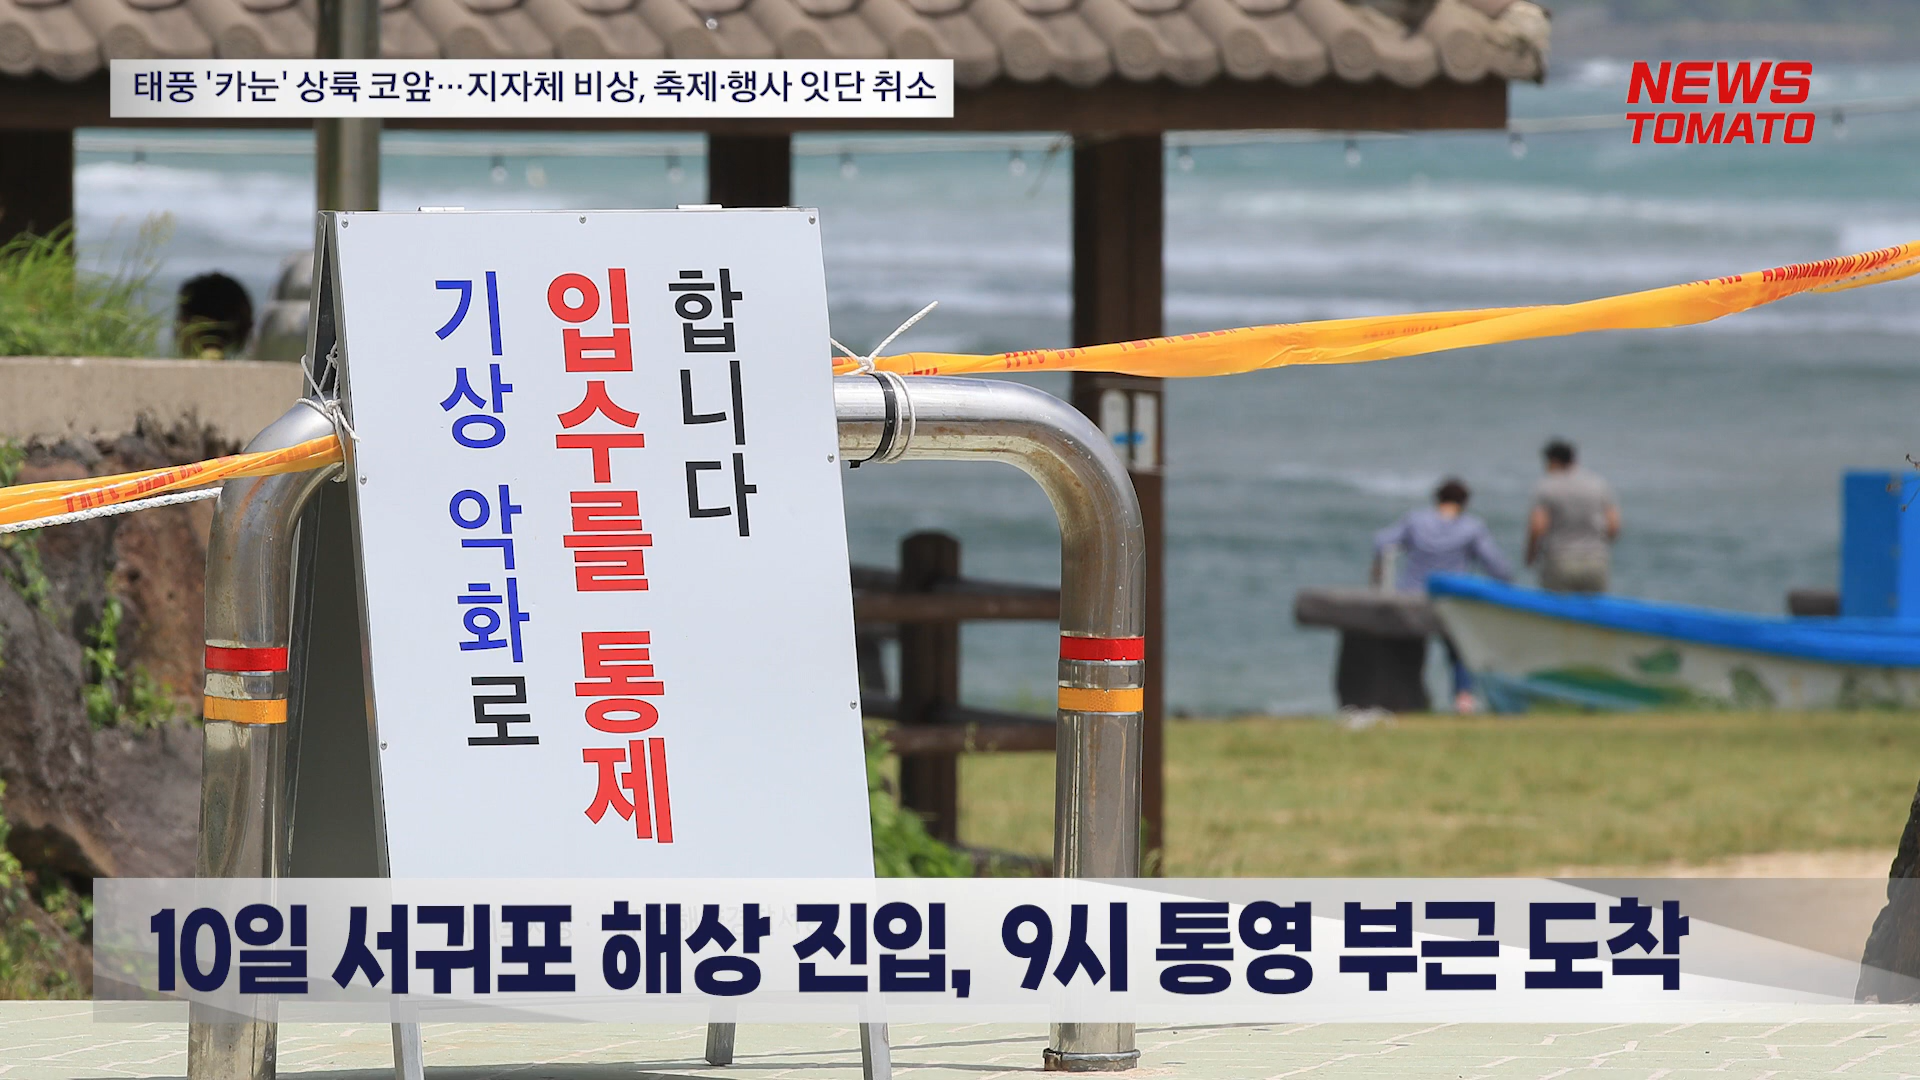 태풍 '카눈' 상륙 코앞…지자체 비상, 축제·행사 잇단 취소
NEWS
TOMATO
기상 악화로
입수를 통제
합니다
10일 서귀포 해상 진입, 9시 통영 부근 도착